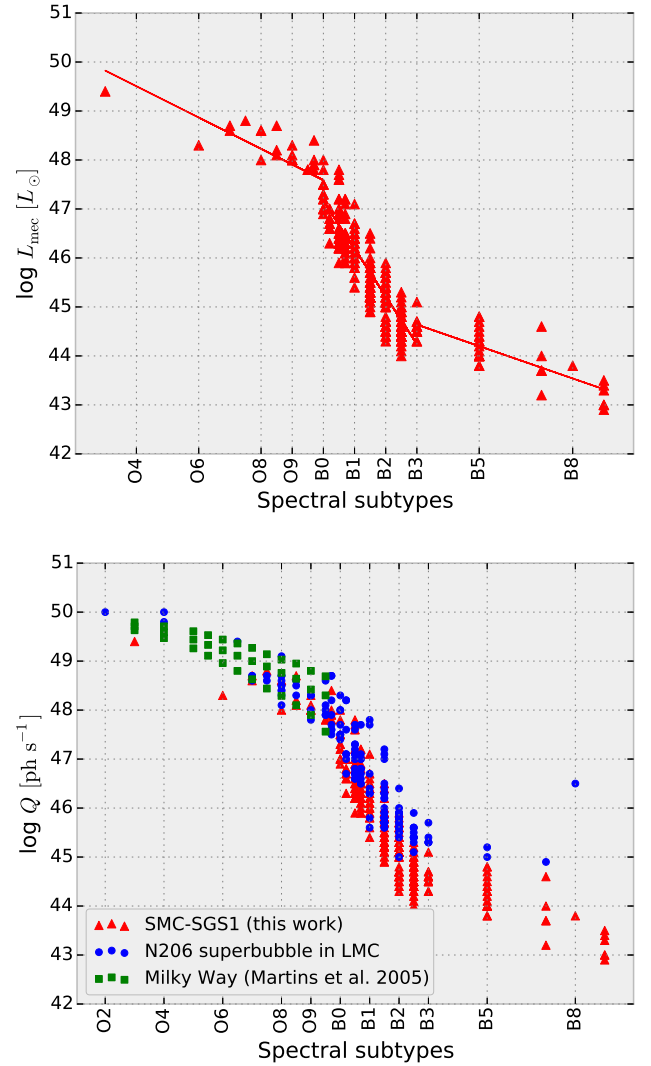 51
50
49
48
47
46
45
44
43
42
log L_mec [L_⊙]
O4 O6 O8 O9 B0 B1 B2 B3 B5 B8
Spectral subtypes
51
50
49
48
47
46
45
44
43
42
log Q [ph s⁻¹]
SMC-SGS1 (this work)
N206 superbubble in LMC
Milky Way (Martins et al. 2005)
O2 O4 O6 O8 O9 B0 B1 B2 B3 B5 B8
Spectral subtypes